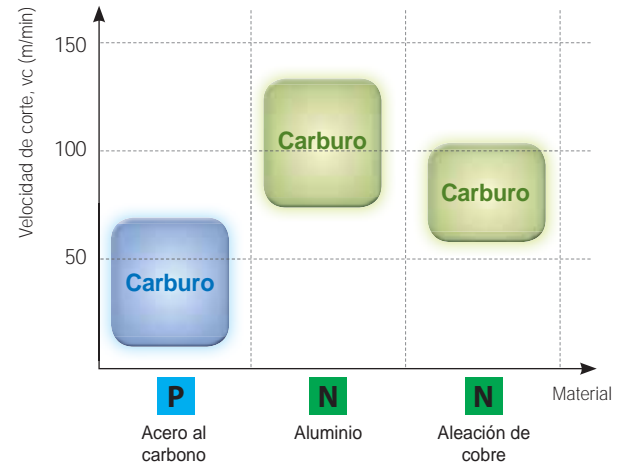 Velocidad de corte, vc (m/min)
150
100
50
Carburo
Carburo
Carburo
P
N
N
Material
Acero al
carbono
Aluminio
Aleación de
cobre